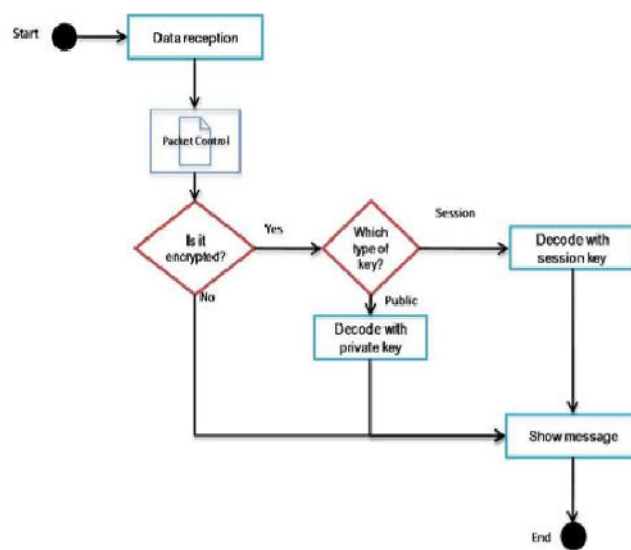 Start
Data reception
Packet Control
Is it
encrypted?
Yes
No
Which
type of
key?
Session
Public
Decode with
session key
Decode with
private key
Show message
End